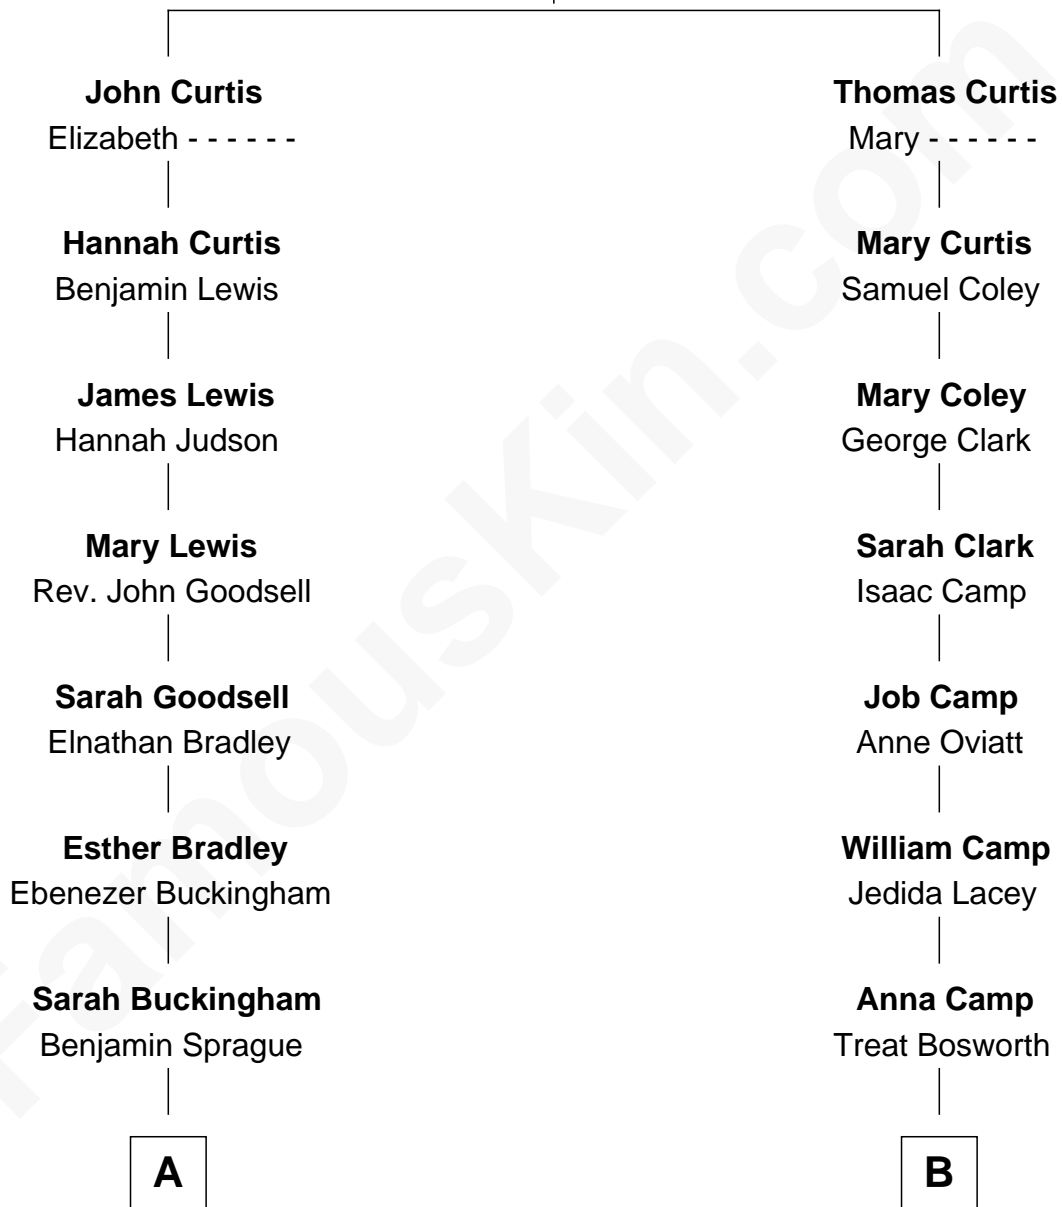 John Curtis
Elizabeth - - - - - -
Hannah Curtis
Benjamin Lewis
James Lewis
Hannah Judson
Mary Lewis
Rev. John Goodsell
Sarah Goodsell
Elnathan Bradley
Esther Bradley
Ebenezer Buckingham
Sarah Buckingham
Benjamin Sprague
A
Thomas Curtis
Mary - - - - - -
Mary Curtis
Samuel Coley
Mary Coley
George Clark
Sarah Clark
Isaac Camp
Job Camp
Anne Oviatt
William Camp
Jedida Lacey
Anna Camp
Treat Bosworth
B
FamousKin.com